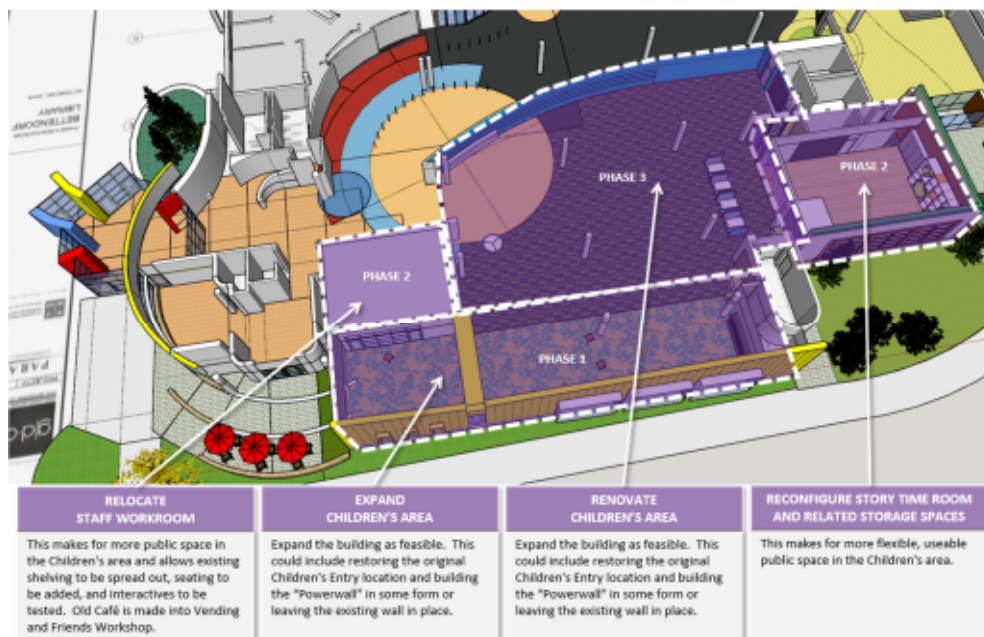 BETTENDORF
LIBRARY
PHASE 3
PHASE 2
PHASE 2
PHASE 1
RELOCATE
STAFF WORKROOM
This makes for more public space in
the Children's area and allows existing
shelving to be spread out, seating to
be added, and interactives to be
tested. Old Café is made into Vending
and Friends Workshop.
EXPAND
CHILDREN'S AREA
Expand the building as feasible. This
could include restoring the original
Children's Entry location and building
the "Powerwall" in some form or
leaving the existing wall in place.
RENOVATE
CHILDREN'S AREA
Expand the building as feasible. This
could include restoring the original
Children's Entry location and building
the "Powerwall" in some form or
leaving the existing wall in place.
RECONFIGURE STORY TIME ROOM
AND RELATED STORAGE SPACES
This makes for more flexible, useable
public space in the Children's area.